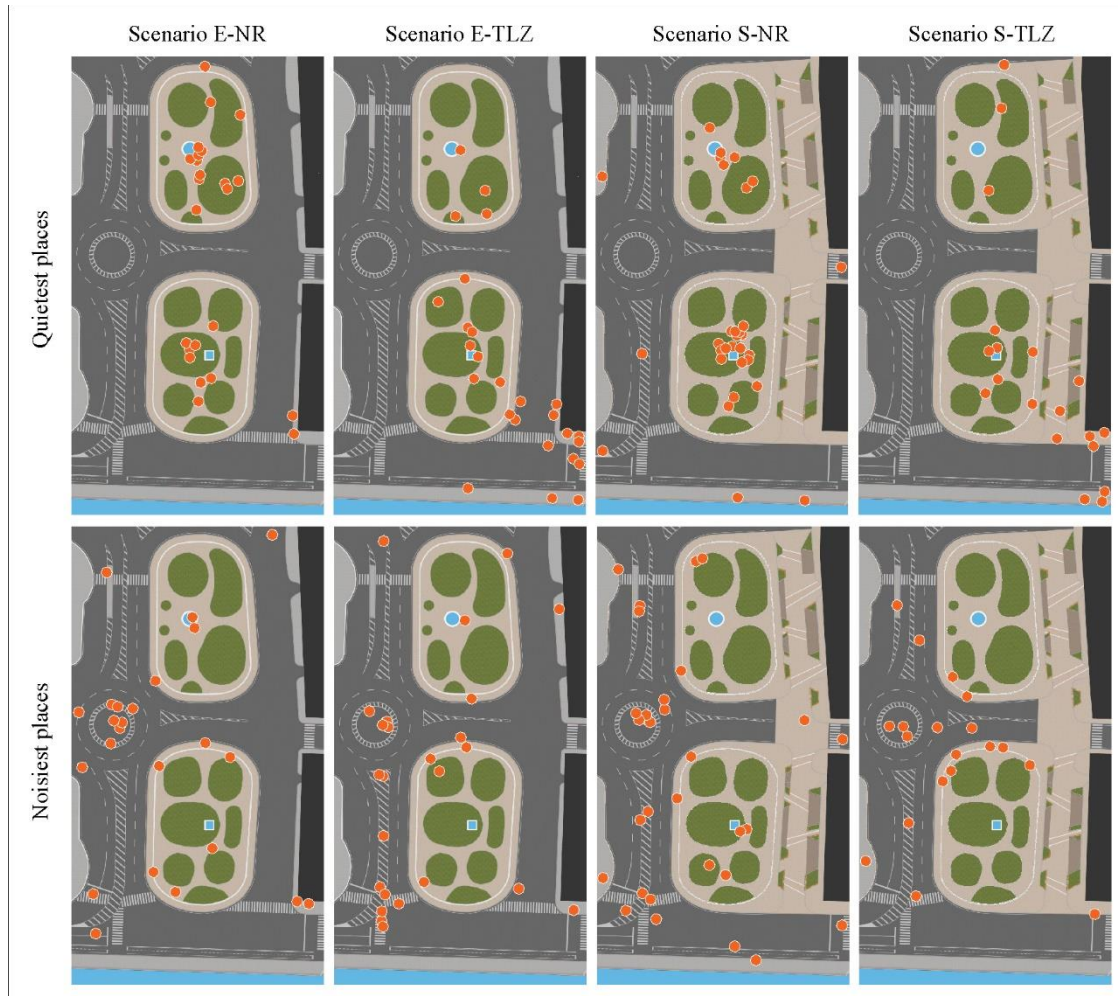 Scenario E-NR
Scenario E-TLZ
Scenario S-NR
Scenario S-TLZ
Quietest places
Noisiest places